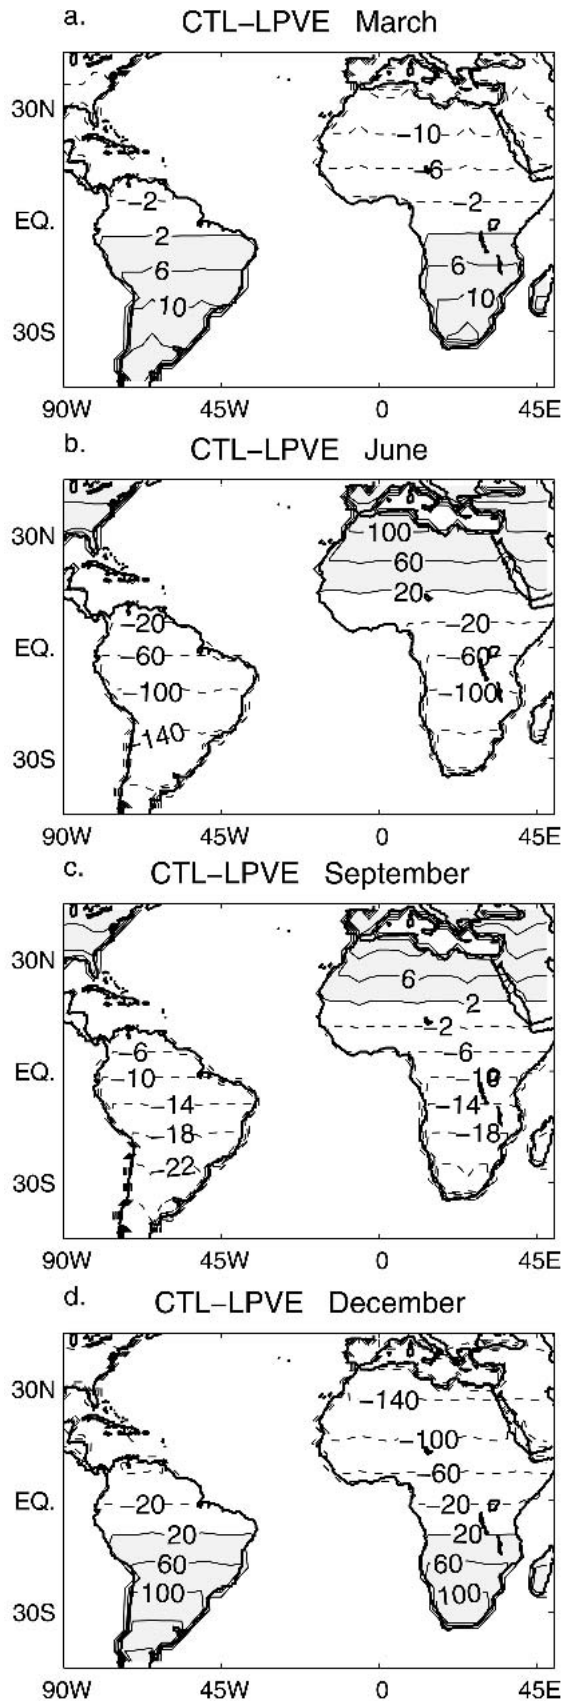 a. CTL–LPVE March
30N
–10
–6
–2 –2
EQ.
2
6 6
10 10
30S
90W 45W 0 45E
b. CTL–LPVE June
30N 100
60
20
–20 –20
EQ. –60 –60
–100 –100
–140
30S
90W 45W 0 45E
c. CTL–LPVE September
30N
6
2
–2
–6 –6
EQ. –10
–14 –14
–18 –18
–22
30S
90W 45W 0 45E
d. CTL–LPVE December
30N –140
–100
–60
EQ. –20 –20
20 20
60 60
100 100
30S
90W 45W 0 45E